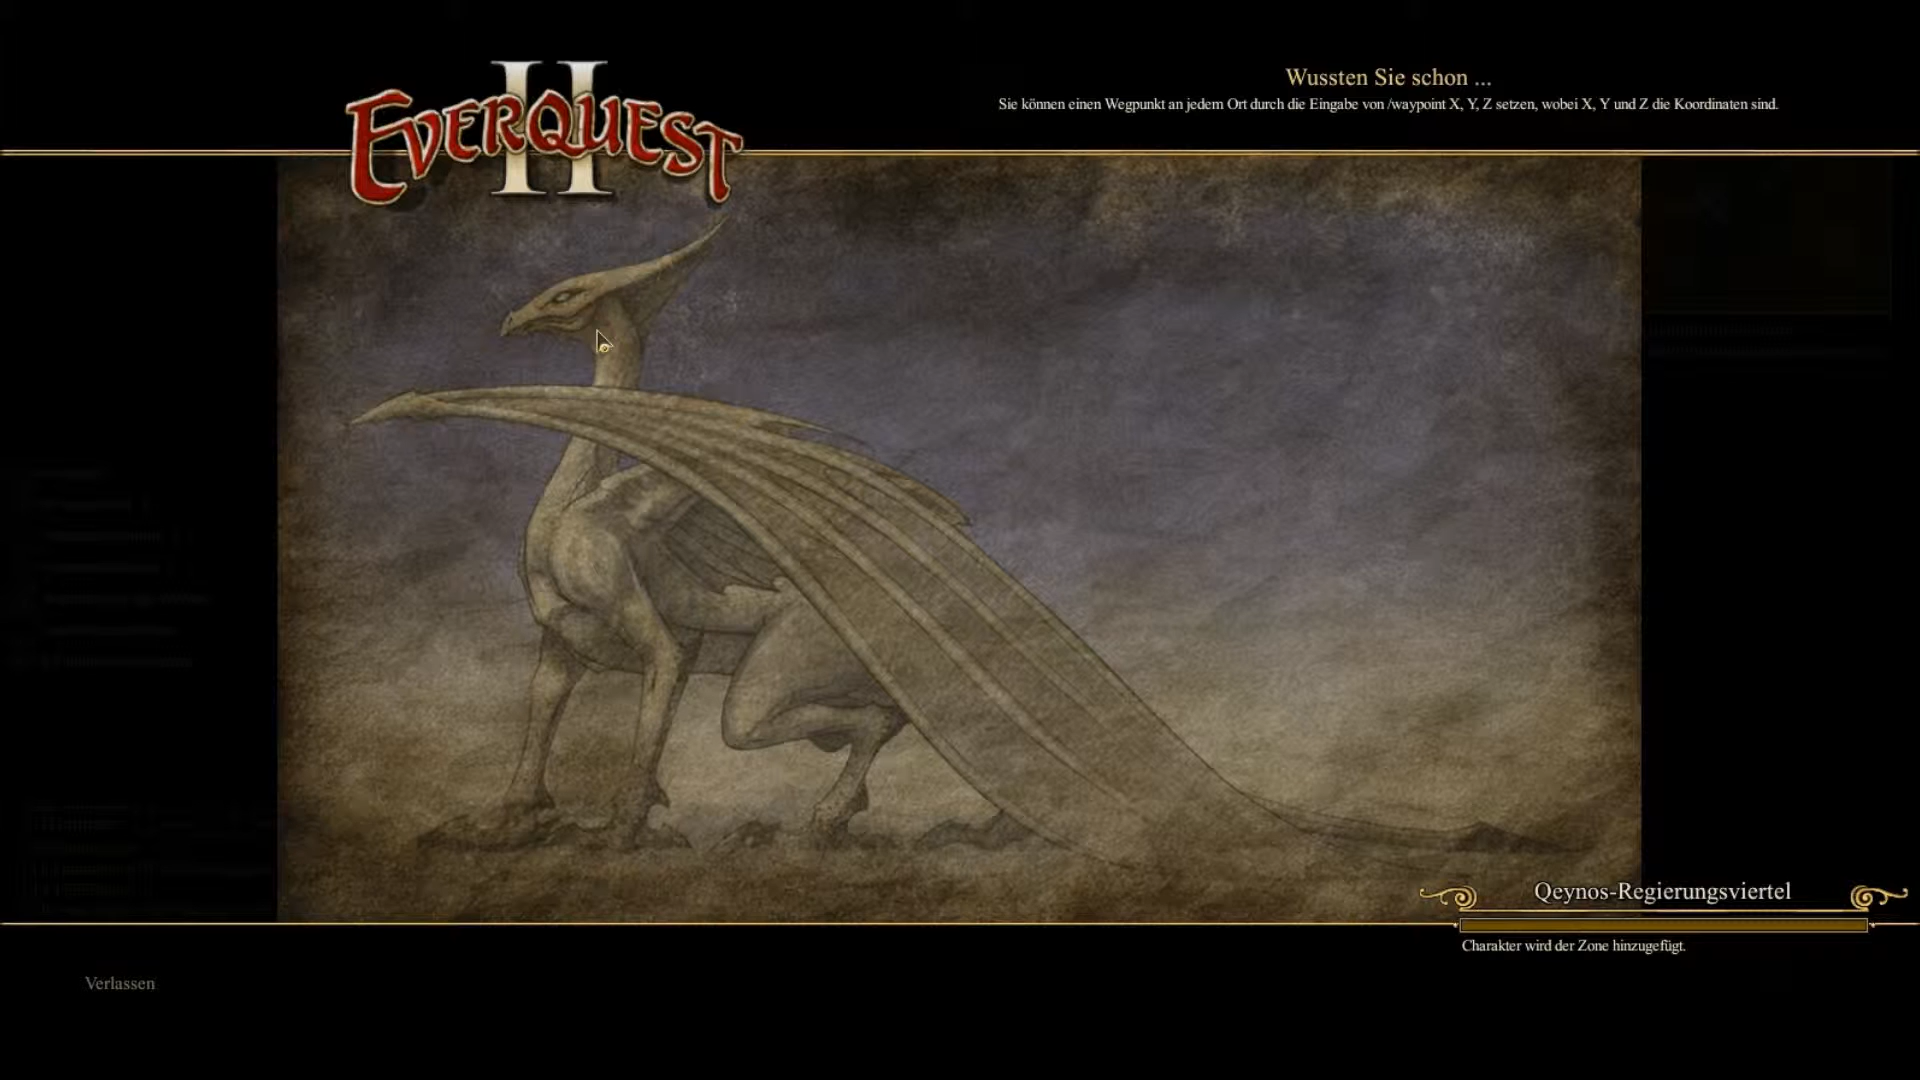 EVERQUEST II
Wussten Sie schon ...
Sie können einen Wegpunkt an jedem Ort durch die Eingabe von /waypoint X, Y, Z setzen, wobei X, Y und Z die Koordinaten sind.
Qeynos-Regierungsviertel
Charakter wird der Zone hinzugefügt.
Verlassen